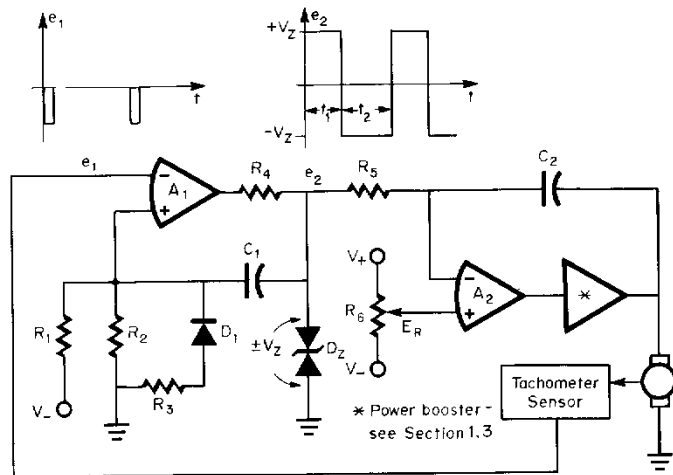 e1
t
+VZ
e2
t1
t2
t
-VZ
e1
-
A1
+
R4
e2
R5
C2
C1
R1
R2
D1
R3
V-
±VZ
DZ
V+
R6
ER
V-
-
A2
+
*
* Power booster -
see Section 1.3
Tachometer
Sensor